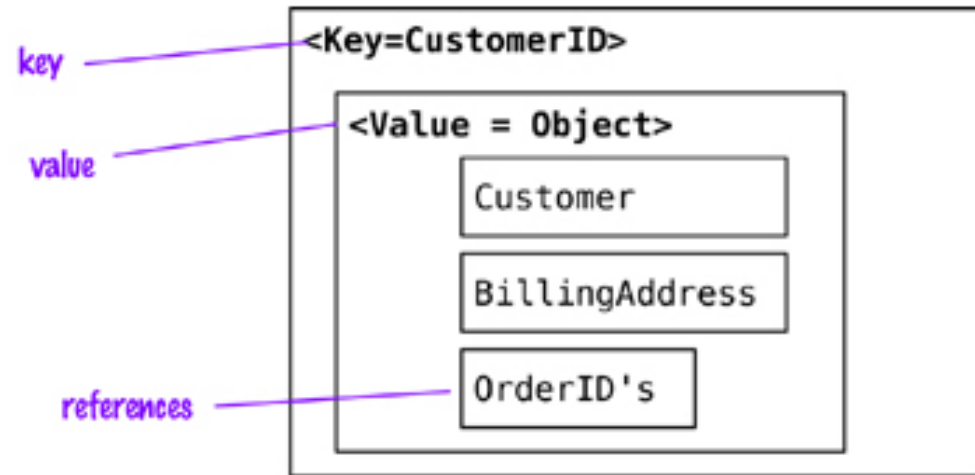 key
<Key=CustomerID>
value
<Value = Object>
Customer
BillingAddress
references
OrderID's